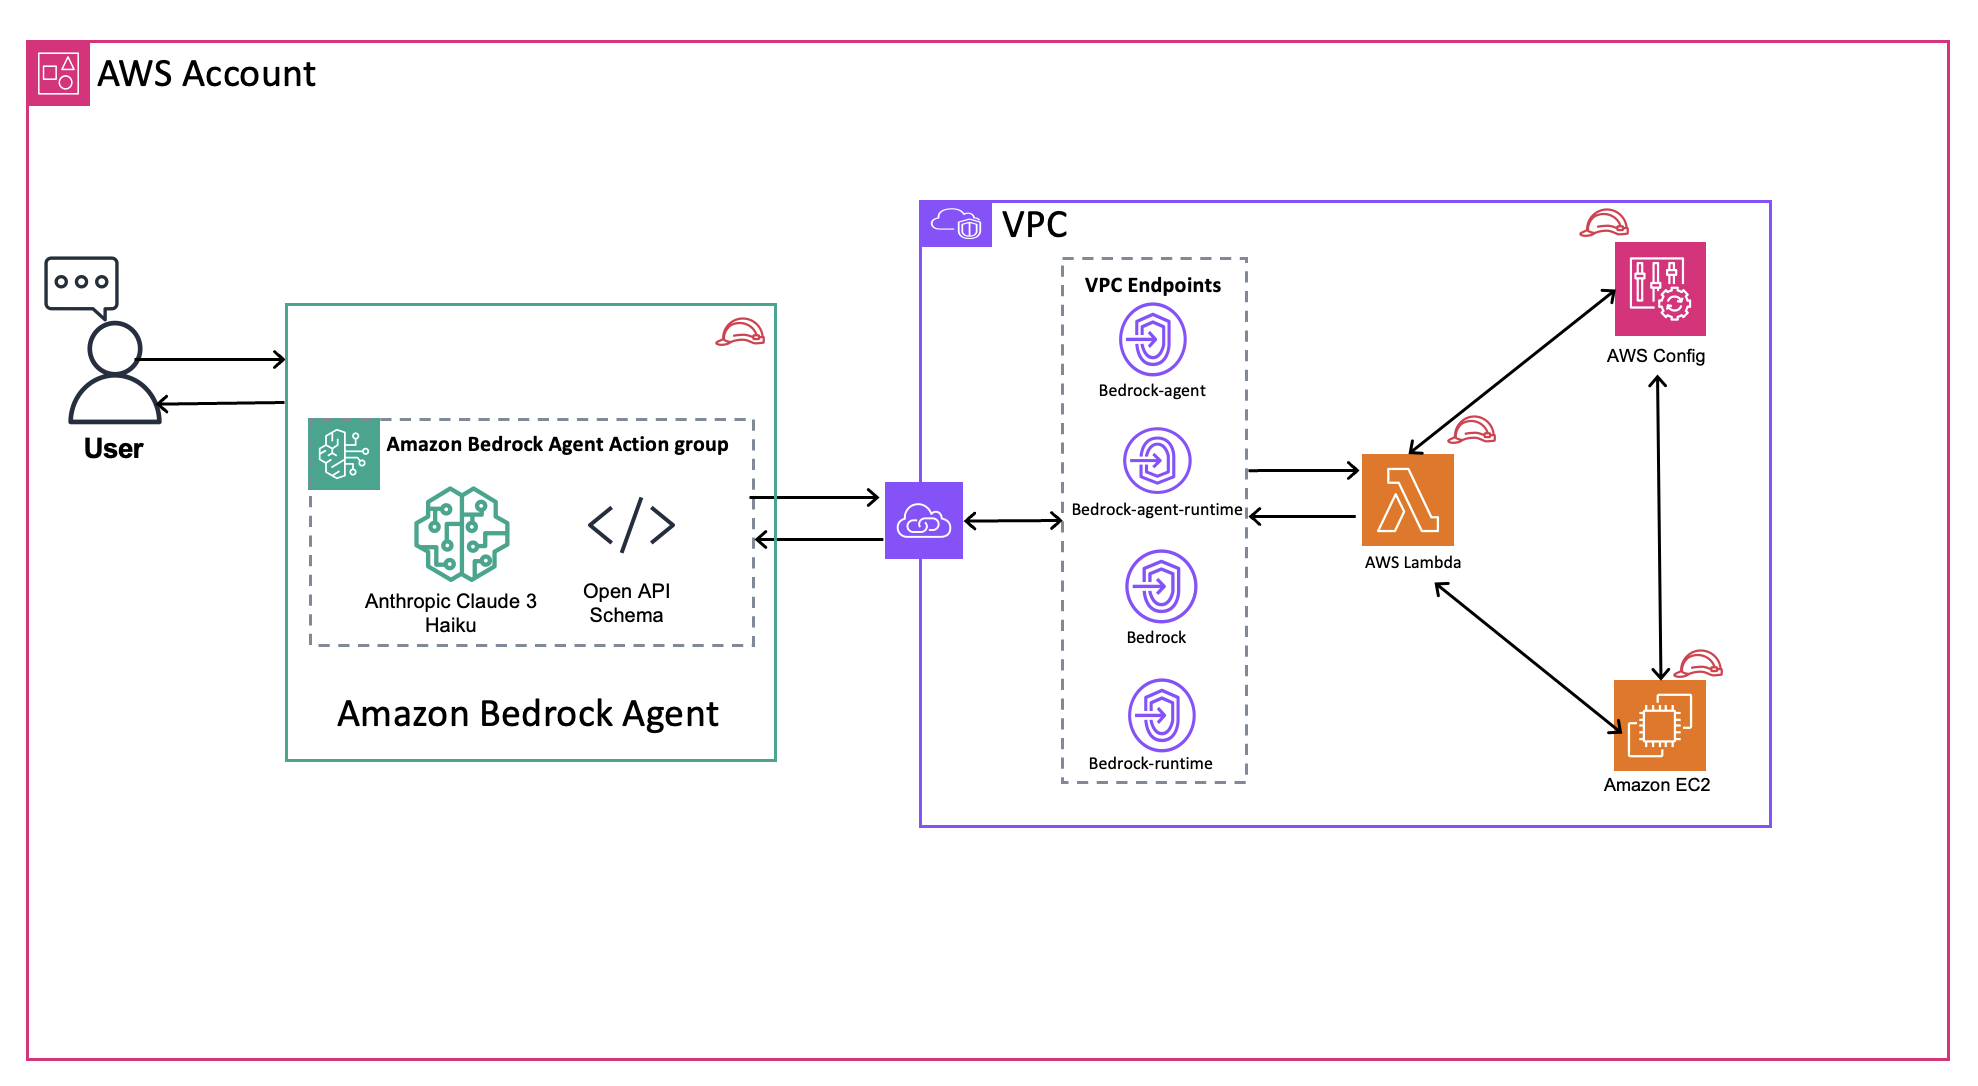 AWS Account
VPC
VPC Endpoints
Bedrock-agent
Bedrock-agent-runtime
Bedrock
Bedrock-runtime
AWS Config
AWS Lambda
Amazon EC2
User
Amazon Bedrock Agent Action group
Anthropic Claude 3
Haiku
Open API
Schema
Amazon Bedrock Agent